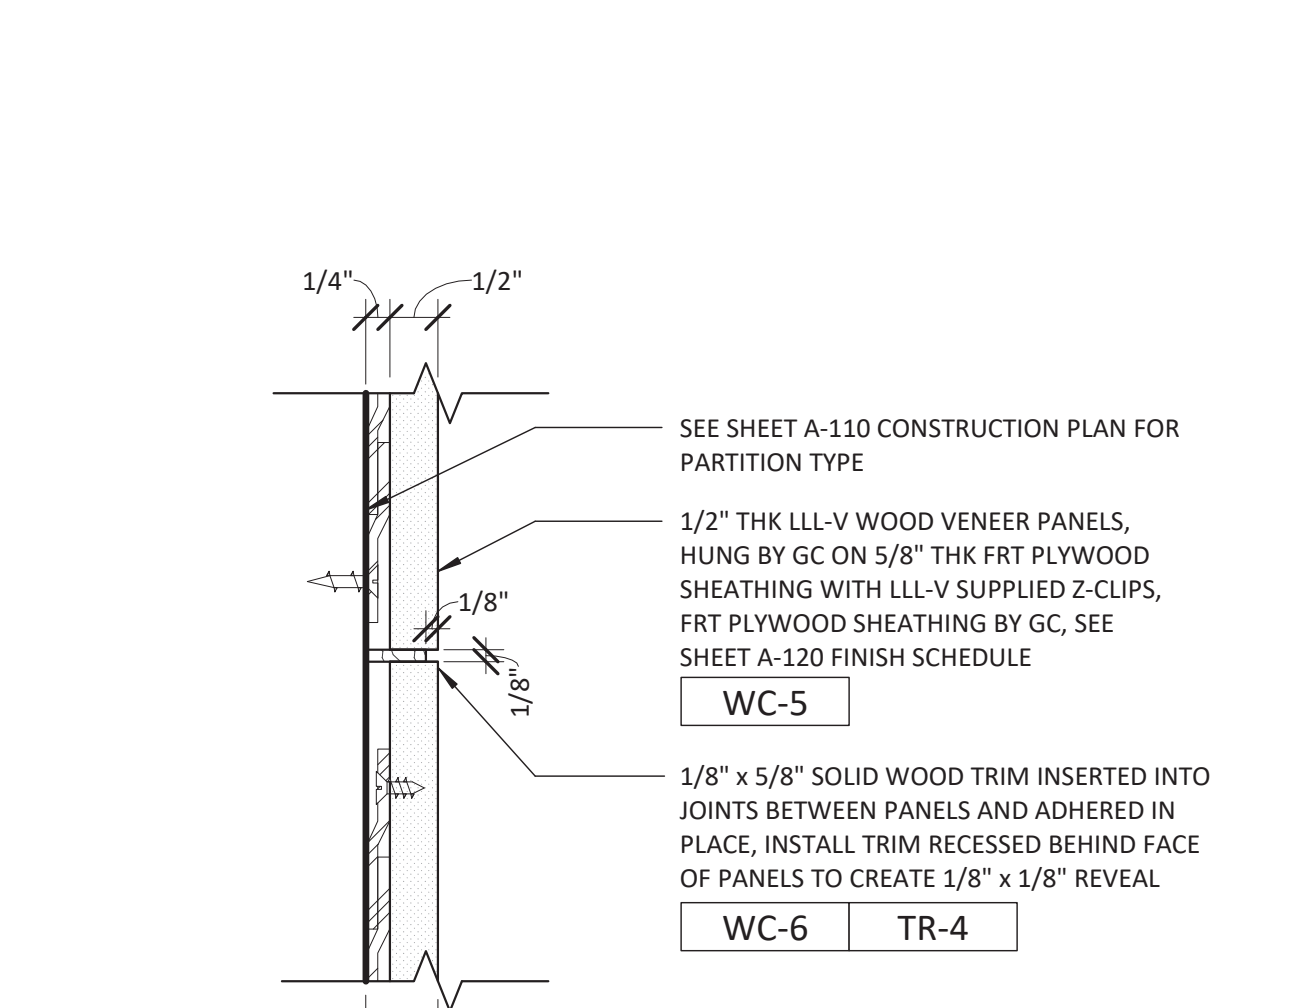 1/4" 1/2"
SEE SHEET A-110 CONSTRUCTION PLAN FOR
PARTITION TYPE
1/2" THK LLL-V WOOD VENEER PANELS,
HUNG BY GC ON 5/8" THK FRT PLYWOOD
SHEATHING WITH LLL-V SUPPLIED Z-CLIPS,
FRT PLYWOOD SHEATHING BY GC, SEE
SHEET A-120 FINISH SCHEDULE
WC-5
1/8"
1/8"
1/8" x 5/8" SOLID WOOD TRIM INSERTED INTO
JOINTS BETWEEN PANELS AND ADHERED IN
PLACE, INSTALL TRIM RECESSED BEHIND FACE
OF PANELS TO CREATE 1/8" x 1/8" REVEAL
WC-6 TR-4